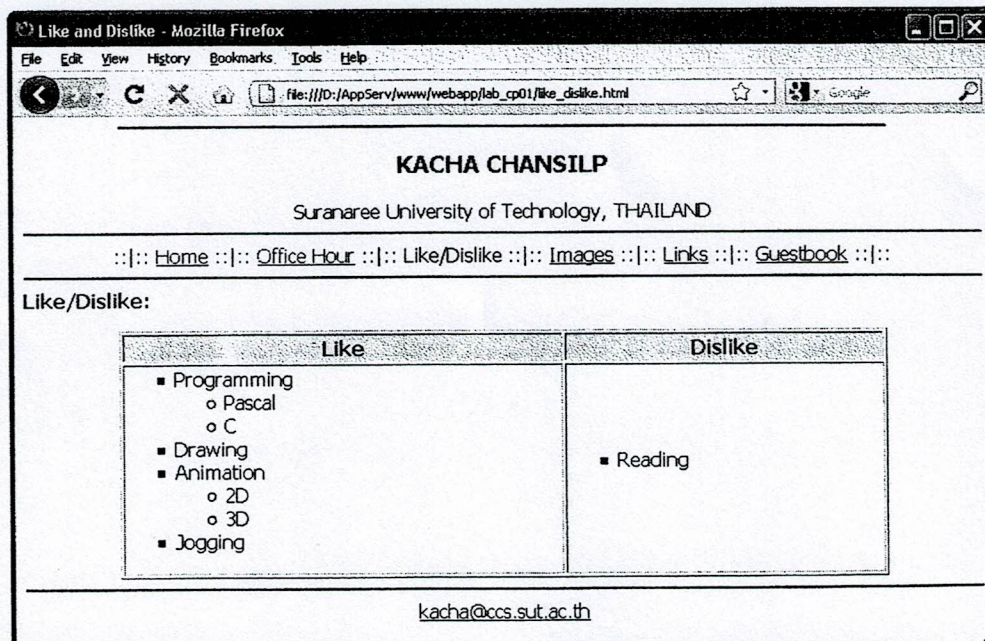 Like and Dislike - Mozilla Firefox
File Edit View History Bookmarks Tools Help
file:///D:/AppServ/www/webapp/lab_cp01/like_dislike.html Google
KACHA CHANSILP
Suranaree University of Technology, THAILAND
::|:: Home ::|:: Office Hour ::|:: Like/Dislike ::|:: Images ::|:: Links ::|:: Guestbook ::|::
Like/Dislike:
Like Dislike
▪ Programming
o Pascal
o C
▪ Drawing
▪ Animation
o 2D
o 3D
▪ Jogging
▪ Reading
kacha@ccs.sut.ac.th